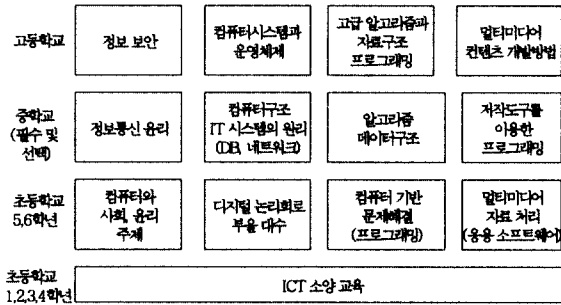 고등학교
정보 보안
컴퓨터시스템과
운영체제
고급 알고리즘과
자료구조
프로그래밍
멀티미디어
컨텐츠 개발방법
중학교
(필수 및
선택)
정보통신 윤리
컴퓨터구조
IT 시스템의 원리
(DB, 네트워크)
알고리즘
데이터구조
저작도구를
이용한
프로그래밍
초등학교
5,6학년
컴퓨터와
사회, 윤리
주제
디지털 논리회로
부울 대수
컴퓨터 기반
문제해결
(프로그래밍)
멀티미디어
자료 처리
(응용 소프트웨어)
초등학교
1,2,3,4학년
ICT 소양 교육